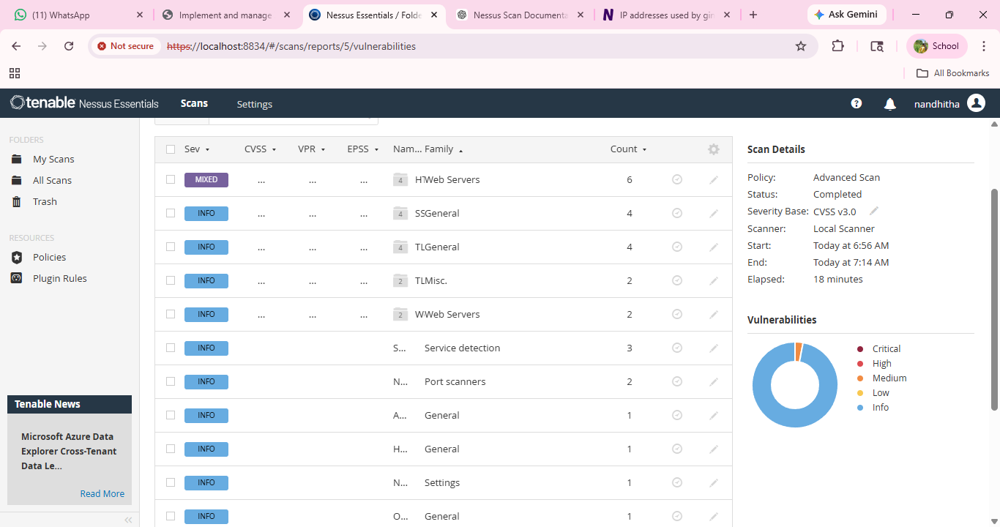 (11) WhatsApp
Implement and manage
Nessus Essentials / Folde
Nessus Scan Documenta
IP addresses used by gin
Ask Gemini
Not secure
https://localhost:8834/#/scans/reports/5/vulnerabilities
School
All Bookmarks
tenable Nessus Essentials
Scans
Settings
nandhitha
FOLDERS
My Scans
All Scans
Trash
RESOURCES
Policies
Plugin Rules
Tenable News
Microsoft Azure Data
Explorer Cross-Tenant
Data Le...
Read More
Sev CVSS VPR EPSS Nam... Family Count
MIXED ... ... ... 4 HTWeb Servers 6
INFO ... ... ... 4 SSGeneral 4
INFO ... ... ... 4 TLGeneral 4
INFO ... ... ... 2 TLMisc. 2
INFO ... ... ... 2 WWeb Servers 2
INFO S... Service detection 3
INFO N... Port scanners 2
INFO A... General 1
INFO H... General 1
INFO N... Settings 1
INFO O... General 1
Scan Details
Policy: Advanced Scan
Status: Completed
Severity Base: CVSS v3.0
Scanner: Local Scanner
Start: Today at 6:56 AM
End: Today at 7:14 AM
Elapsed: 18 minutes
Vulnerabilities
Critical
High
Medium
Low
Info